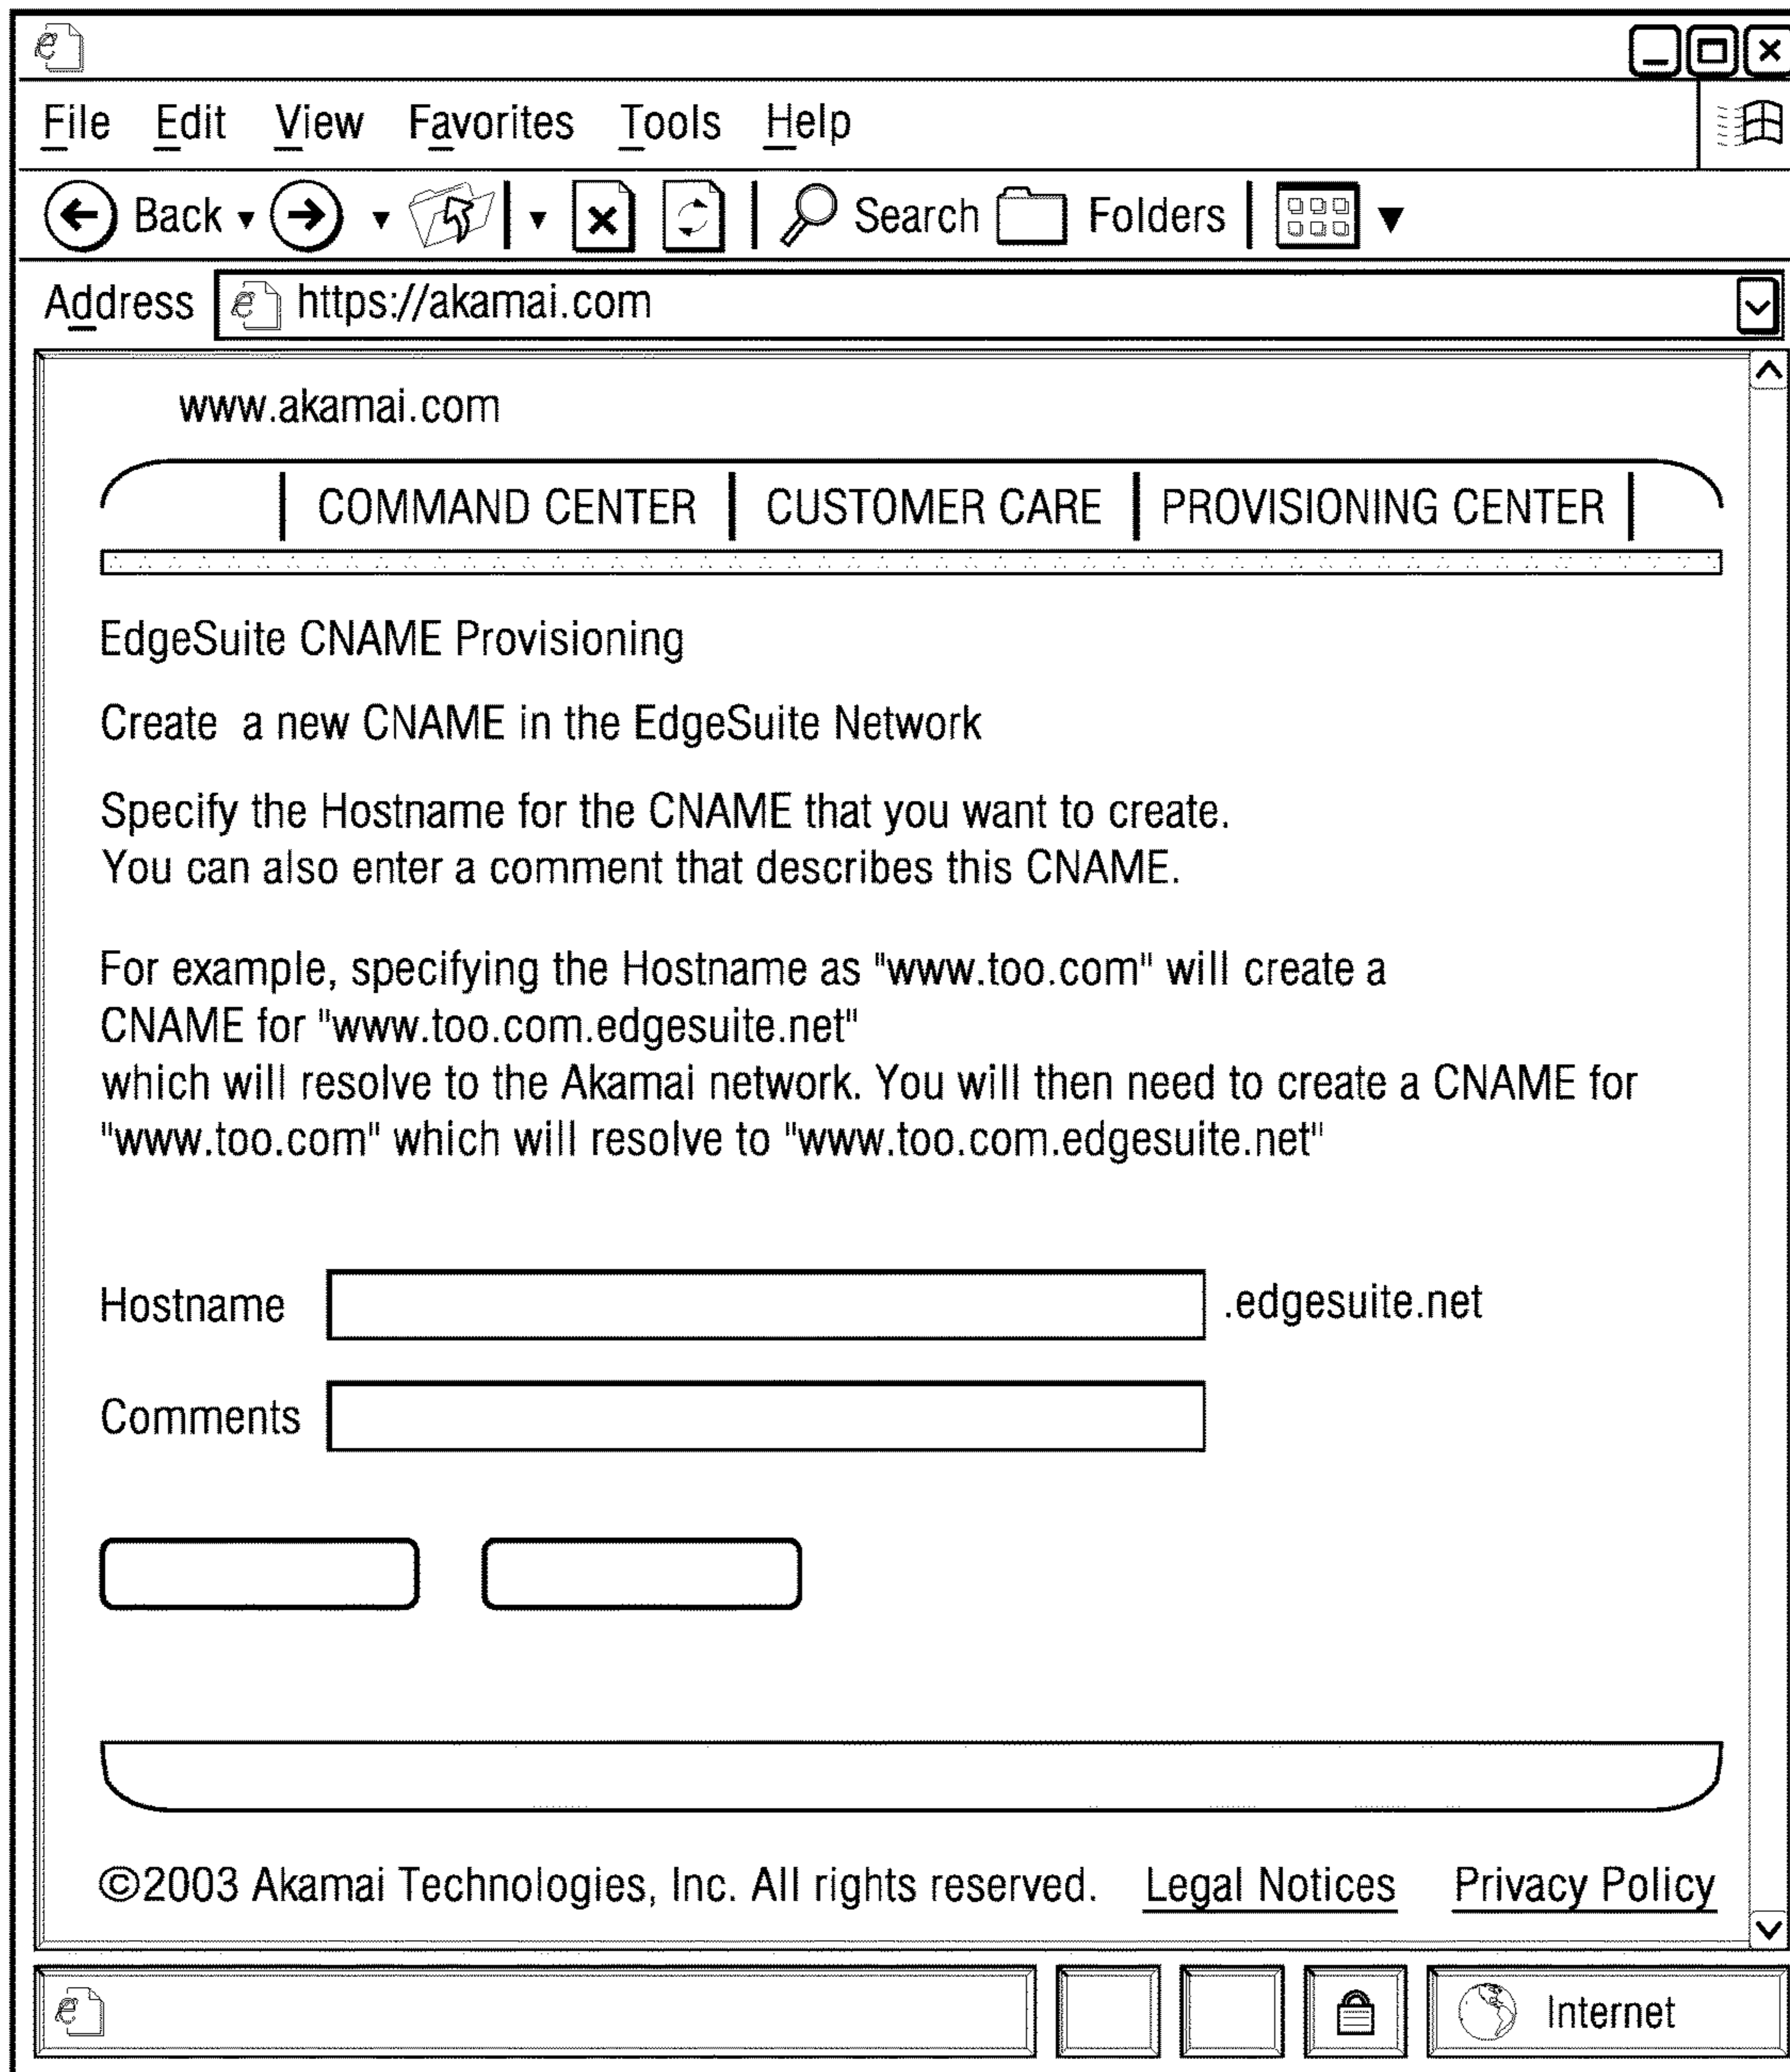 File Edit View Favorites Tools Help
Back Search Folders
Address https://akamai.com
www.akamai.com
COMMAND CENTER CUSTOMER CARE PROVISIONING CENTER
EdgeSuite CNAME Provisioning
Create a new CNAME in the EdgeSuite Network
Specify the Hostname for the CNAME that you want to create.
You can also enter a comment that describes this CNAME.
For example, specifying the Hostname as "www.too.com" will create a
CNAME for "www.too.com.edgesuite.net"
which will resolve to the Akamai network. You will then need to create a CNAME for
"www.too.com" which will resolve to "www.too.com.edgesuite.net"
Hostname .edgesuite.net
Comments
©2003 Akamai Technologies, Inc. All rights reserved. Legal Notices Privacy Policy
Internet